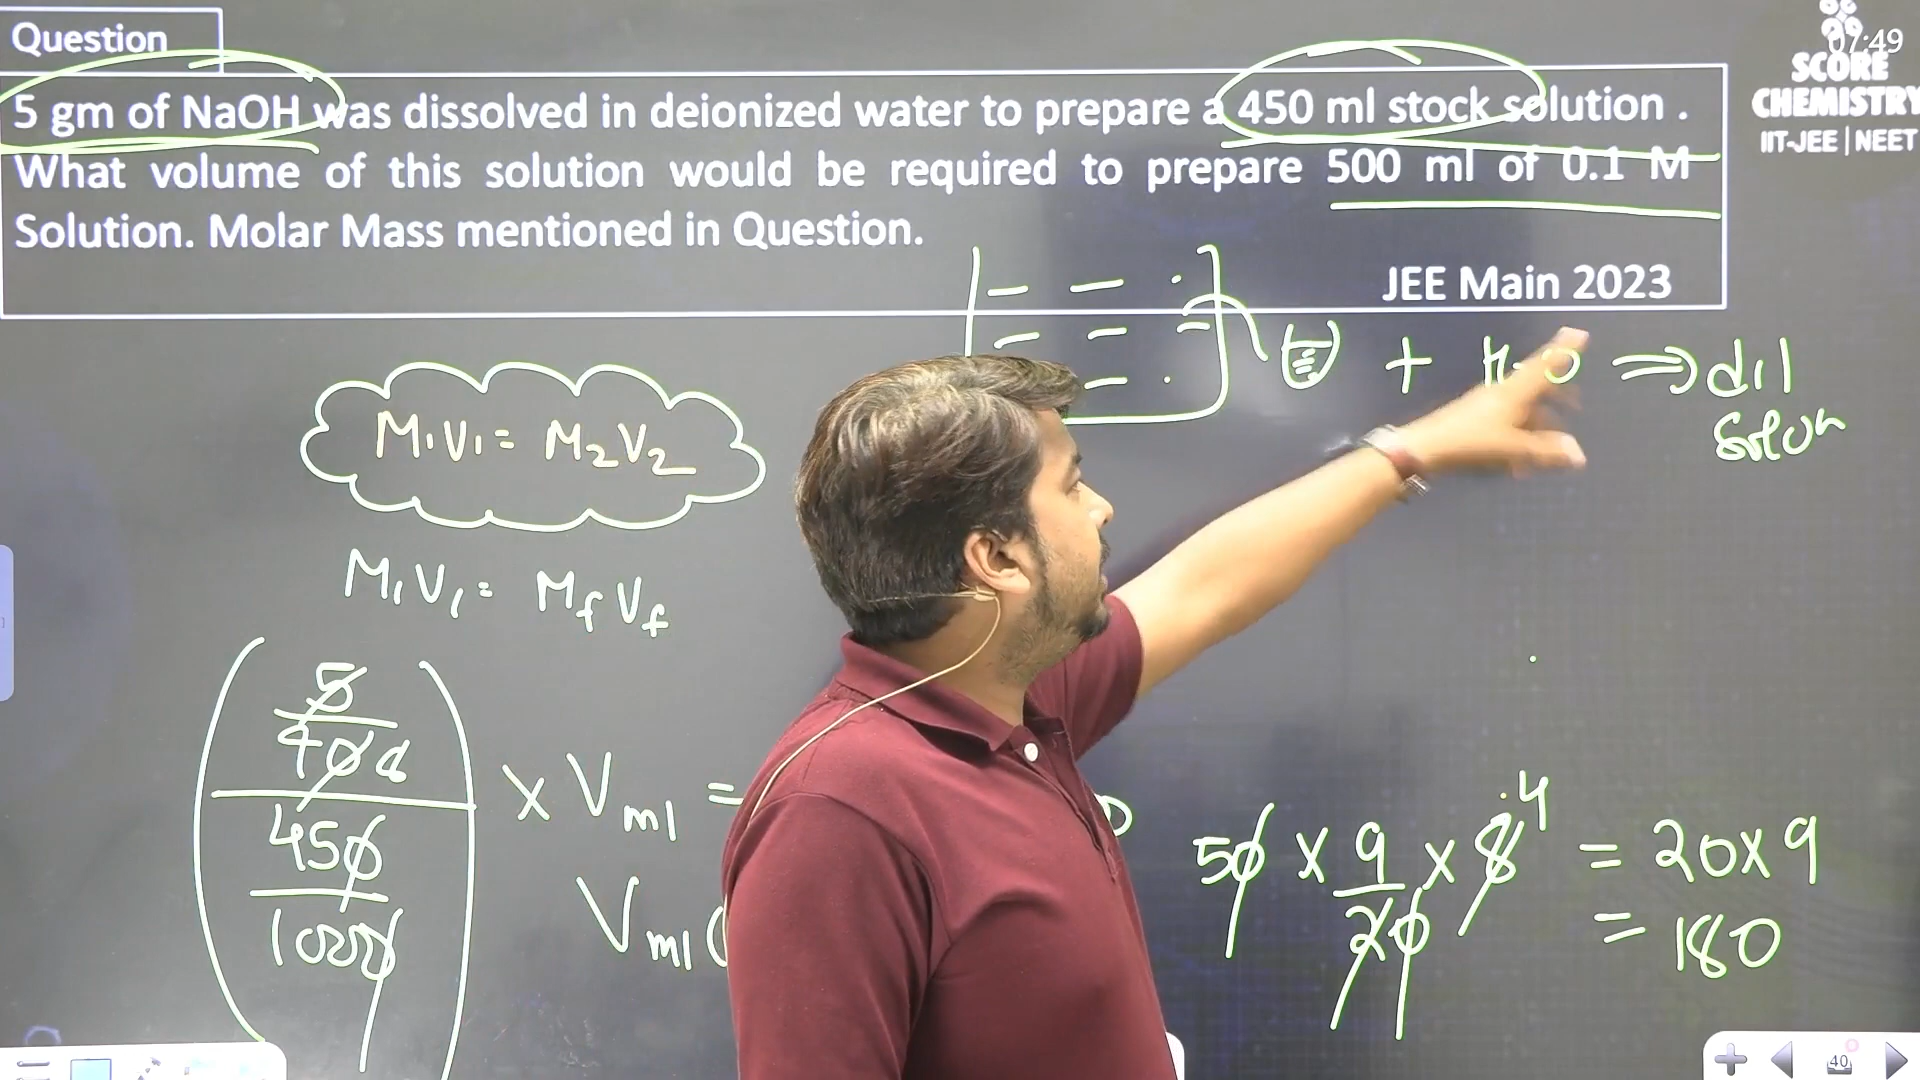 Question
07:49
SCORE
CHEMISTRY
IIT-JEE | NEET
5 gm of NaOH was dissolved in deionized water to prepare a 450 ml stock solution .
What volume of this solution would be required to prepare 500 ml of 0.1 M
Solution. Molar Mass mentioned in Question.
JEE Main 2023
+ H2O ⇒ dil
Solun
M1V1 = M2V2
M1V1 = MfVf
5
40
450
1000
× Vml =
Vml
50 × 9/20 × 8 4 = 20×9
= 180
40